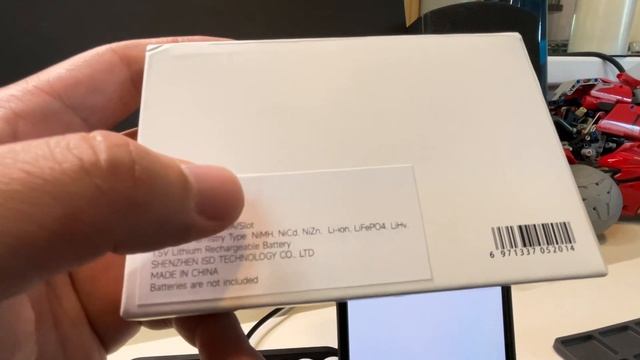 /Slot
Type: NiMH, NiCd, NiZn, Li-ion, LiFePO4, LiHv,
1.5V Lithium Rechargeable Battery
SHENZHEN ISD TECHNOLOGY CO., LTD
MADE IN CHINA
Batteries are not included
6 971337 052014